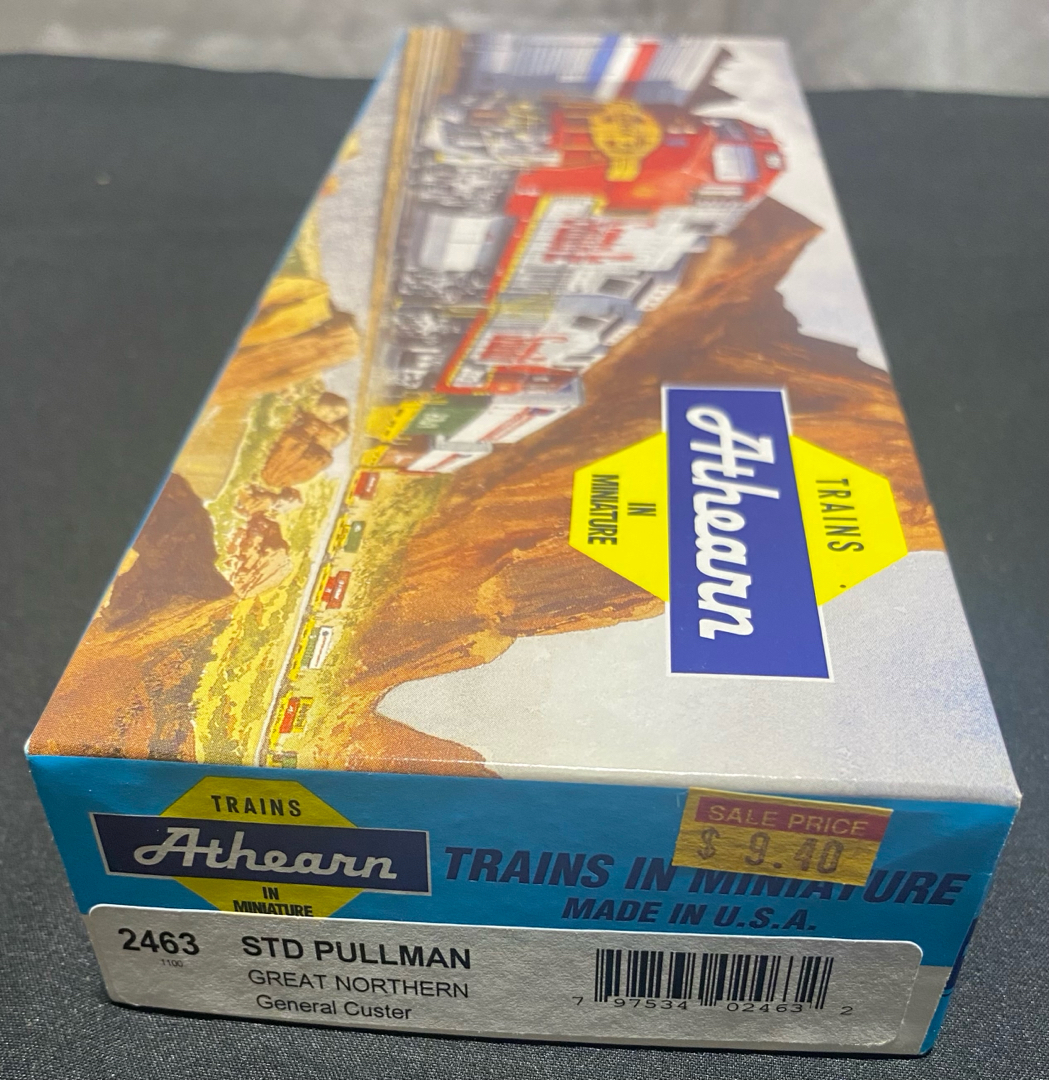 TRAINS
Athearn
IN
MINIATURE
TRAINS
Athearn
IN
MINIATURE
TRAINS IN MINIATURE
MADE IN U.S.A.
SALE PRICE
$ 9.40
2463
1100
STD PULLMAN
GREAT NORTHERN
General Custer
7 97534 02463 2